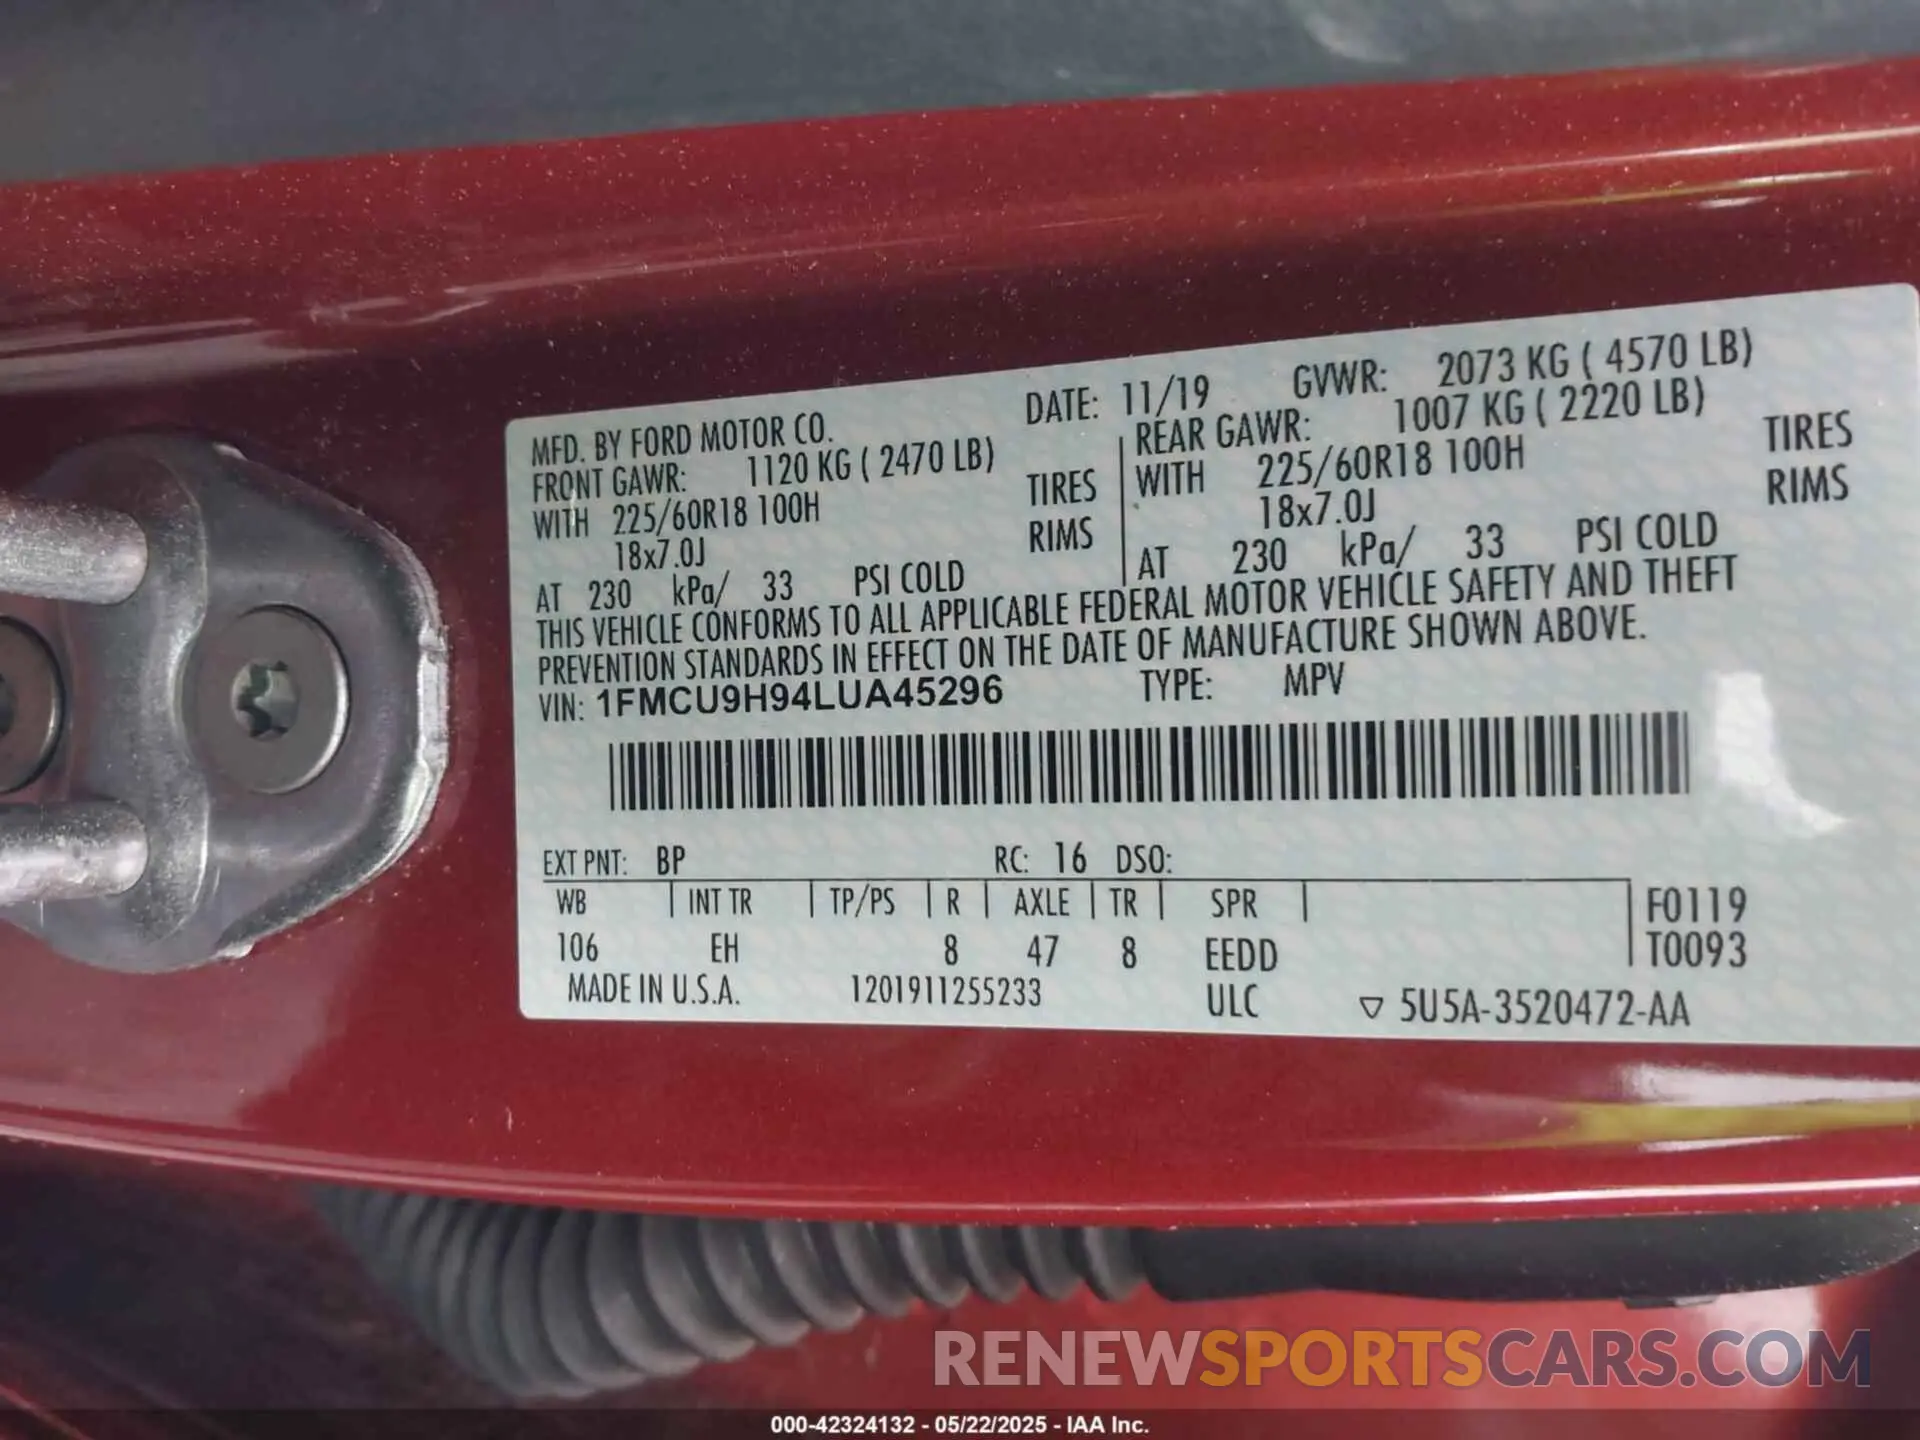 MFD. BY FORD MOTOR CO. DATE: 11/19 GVWR: 2073 KG ( 4570 LB)
FRONT GAWR: 1120 KG ( 2470 LB) REAR GAWR: 1007 KG ( 2220 LB)
WITH 225/60R18 100H TIRES WITH 225/60R18 100H TIRES
18x7.0J RIMS 18x7.0J RIMS
AT 230 kPa/ 33 PSI COLD AT 230 kPa/ 33 PSI COLD
THIS VEHICLE CONFORMS TO ALL APPLICABLE FEDERAL MOTOR VEHICLE SAFETY AND THEFT
PREVENTION STANDARDS IN EFFECT ON THE DATE OF MANUFACTURE SHOWN ABOVE.
VIN: 1FMCU9H94LUA45296 TYPE: MPV
EXT PNT: BP RC: 16 DSO:
WB INT TR TP/PS R AXLE TR SPR F0119
106 EH 8 47 8 EEDD T0093
MADE IN U.S.A. 1201911255233 ULC ▽ 5U5A-3520472-AA
RENEWSPORTSCARS.COM
000-42324132 - 05/22/2025 - IAA Inc.